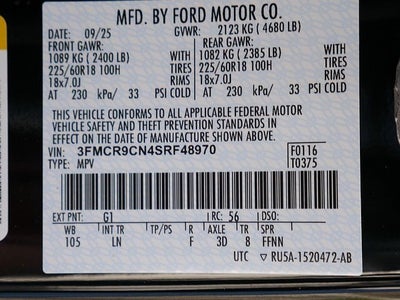 MFD. BY FORD MOTOR CO.
DATE: 09/25 GVWR: 2123 KG ( 4680 LB)
FRONT GAWR: REAR GAWR:
1089 KG ( 2400 LB) WITH 1082 KG ( 2385 LB) WITH
225/60R18 100H TIRES 225/60R18 100H TIRES
18x7.0J RIMS 18x7.0J RIMS
AT 230 kPa/ 33 PSI COLD AT 230 kPa/ 33 PSI COLD
THIS VEHICLE CONFORMS TO ALL APPLICABLE FEDERAL MOTOR
VEHICLE SAFETY AND THEFT PREVENTION STANDARDS IN
EFFECT ON THE DATE OF MANUFACTURE SHOWN ABOVE.
VIN: 3FMCR9CN4SRF48970 F0116
TYPE: MPV T0375
EXT PNT: G1 RC: 56 DSO:
WB INT TR TP/PS R AXLE TR SPR
105 LN F 3D 8 FFNN
UTC RU5A-1520472-AB